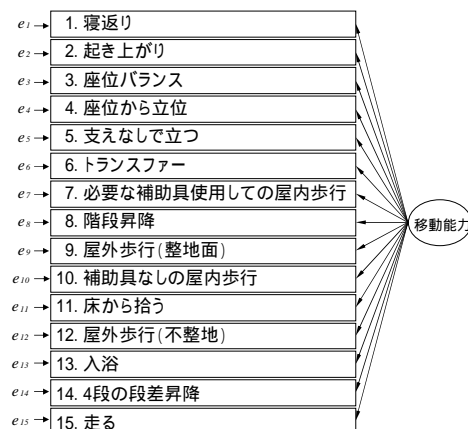 e1 1. 寝返り
e2 2. 起き上がり
e3 3. 座位バランス
e4 4. 座位から立位
e5 5. 支えなしで立つ
e6 6. トランスファー
e7 7. 必要な補助具使用しての屋内歩行
e8 8. 階段昇降
移動能力
e9 9. 屋外歩行(整地面)
e10 10. 補助具なしの屋内歩行
e11 11. 床から拾う
e12 12. 屋外歩行(不整地)
e13 13. 入浴
e14 14. 4段の段差昇降
e15 15. 走る